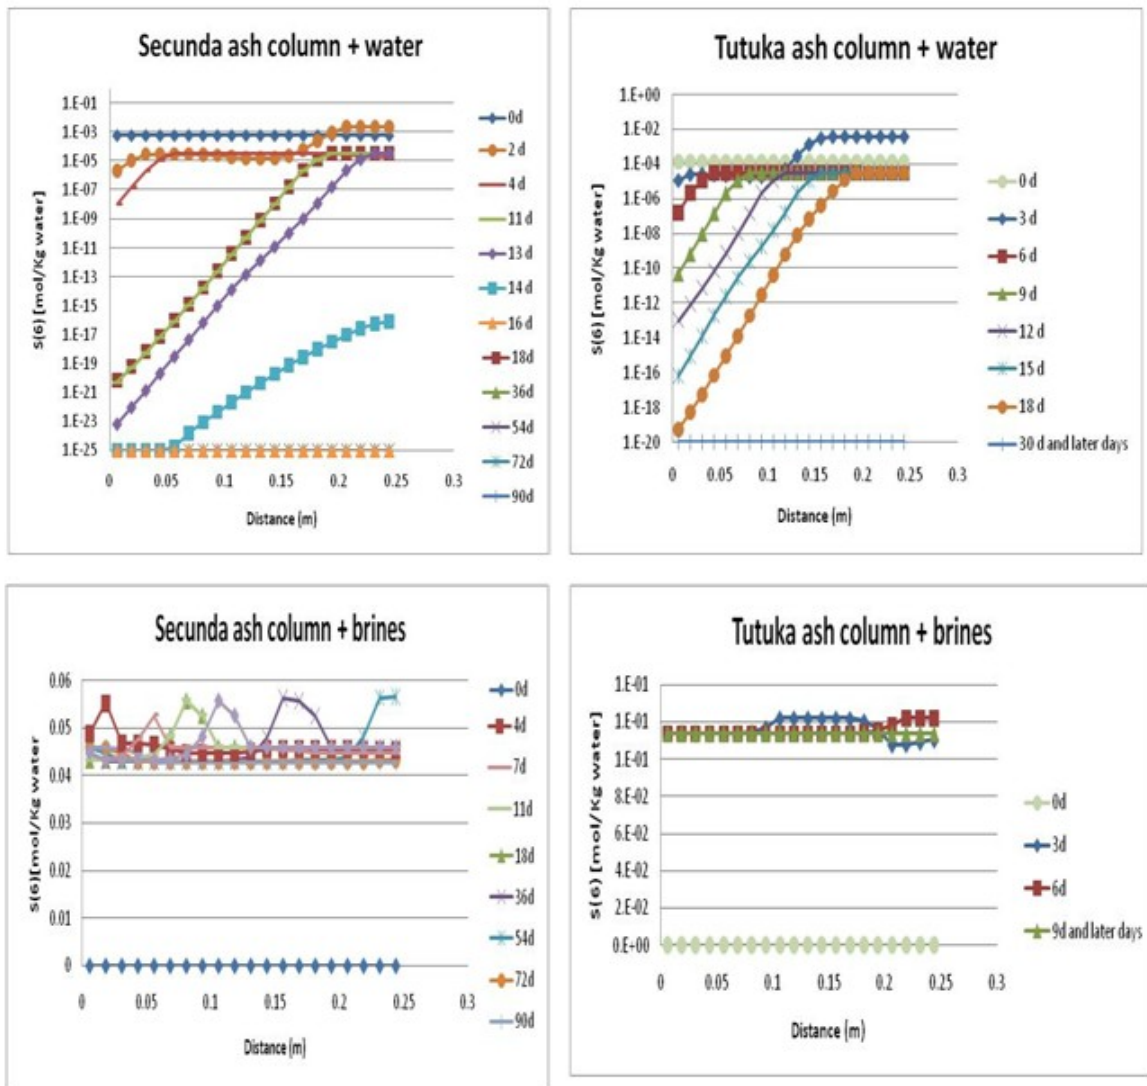 Secunda ash column + water
S(6) [mol/Kg water]
1.E-01
1.E-03
1.E-05
1.E-07
1.E-09
1.E-11
1.E-13
1.E-15
1.E-17
1.E-19
1.E-21
1.E-23
1.E-25
0 0.05 0.1 0.15 0.2 0.25 0.3
Distance (m)
0d
2 d
4 d
11 d
13 d
14 d
16 d
18d
36d
54d
72d
90d
Tutuka ash column + water
S(6) [mol/Kg water]
1.E+00
1.E-02
1.E-04
1.E-06
1.E-08
1.E-10
1.E-12
1.E-14
1.E-16
1.E-18
1.E-20
0 0.05 0.1 0.15 0.2 0.25 0.3
Distance (m)
0 d
3 d
6 d
9 d
12 d
15 d
18 d
30 d and later days
Secunda ash column + brines
S(6)[mol/Kg water
0.06
0.05
0.04
0.03
0.02
0.01
0
0 0.05 0.1 0.15 0.2 0.25 0.3
Distance (m)
0d
4d
7d
11d
18d
36d
54d
72d
90d
Tutuka ash column + brines
S(6) [mol/Kg water]
1.E-01
1.E-01
1.E-01
8.E-02
6.E-02
4.E-02
2.E-02
0.E+00
0 0.05 0.1 0.15 0.2 0.25 0.3
Distance (m)
0d
3d
6d
9d and later days